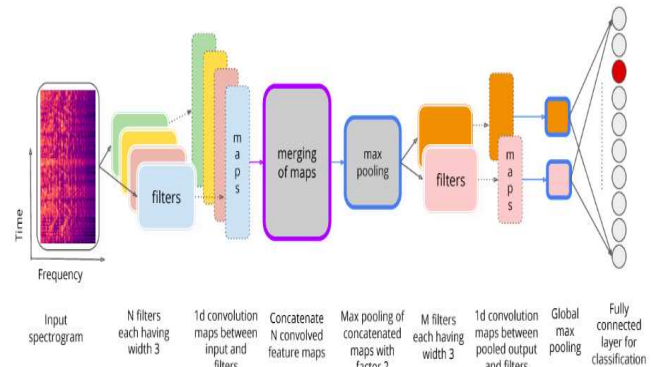 Time
Frequency
filters
m
a
p
s
merging
of maps
max
pooling
filters
m
a
p
s
Input
spectrogram
N filters
each having
width 3
1d convolution
maps between
input and
filters
Concatenate
N convolved
feature maps
Max pooling of
concatenated
maps with
factor 2
M filters
each having
width 3
1d convolution
maps between
pooled output
and filters
Global
max
pooling
Fully
connected
layer for
classification